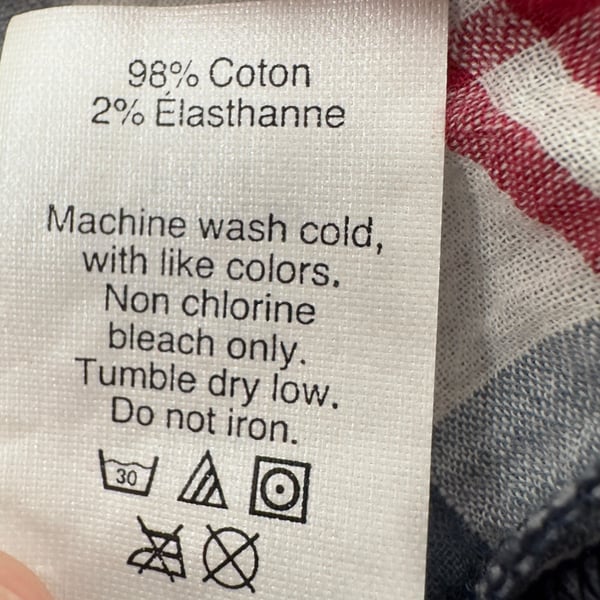 98% Coton
2% Élasthanne
Machine wash cold,
with like colors.
Non chlorine
bleach only.
Tumble dry low.
Do not iron.
30